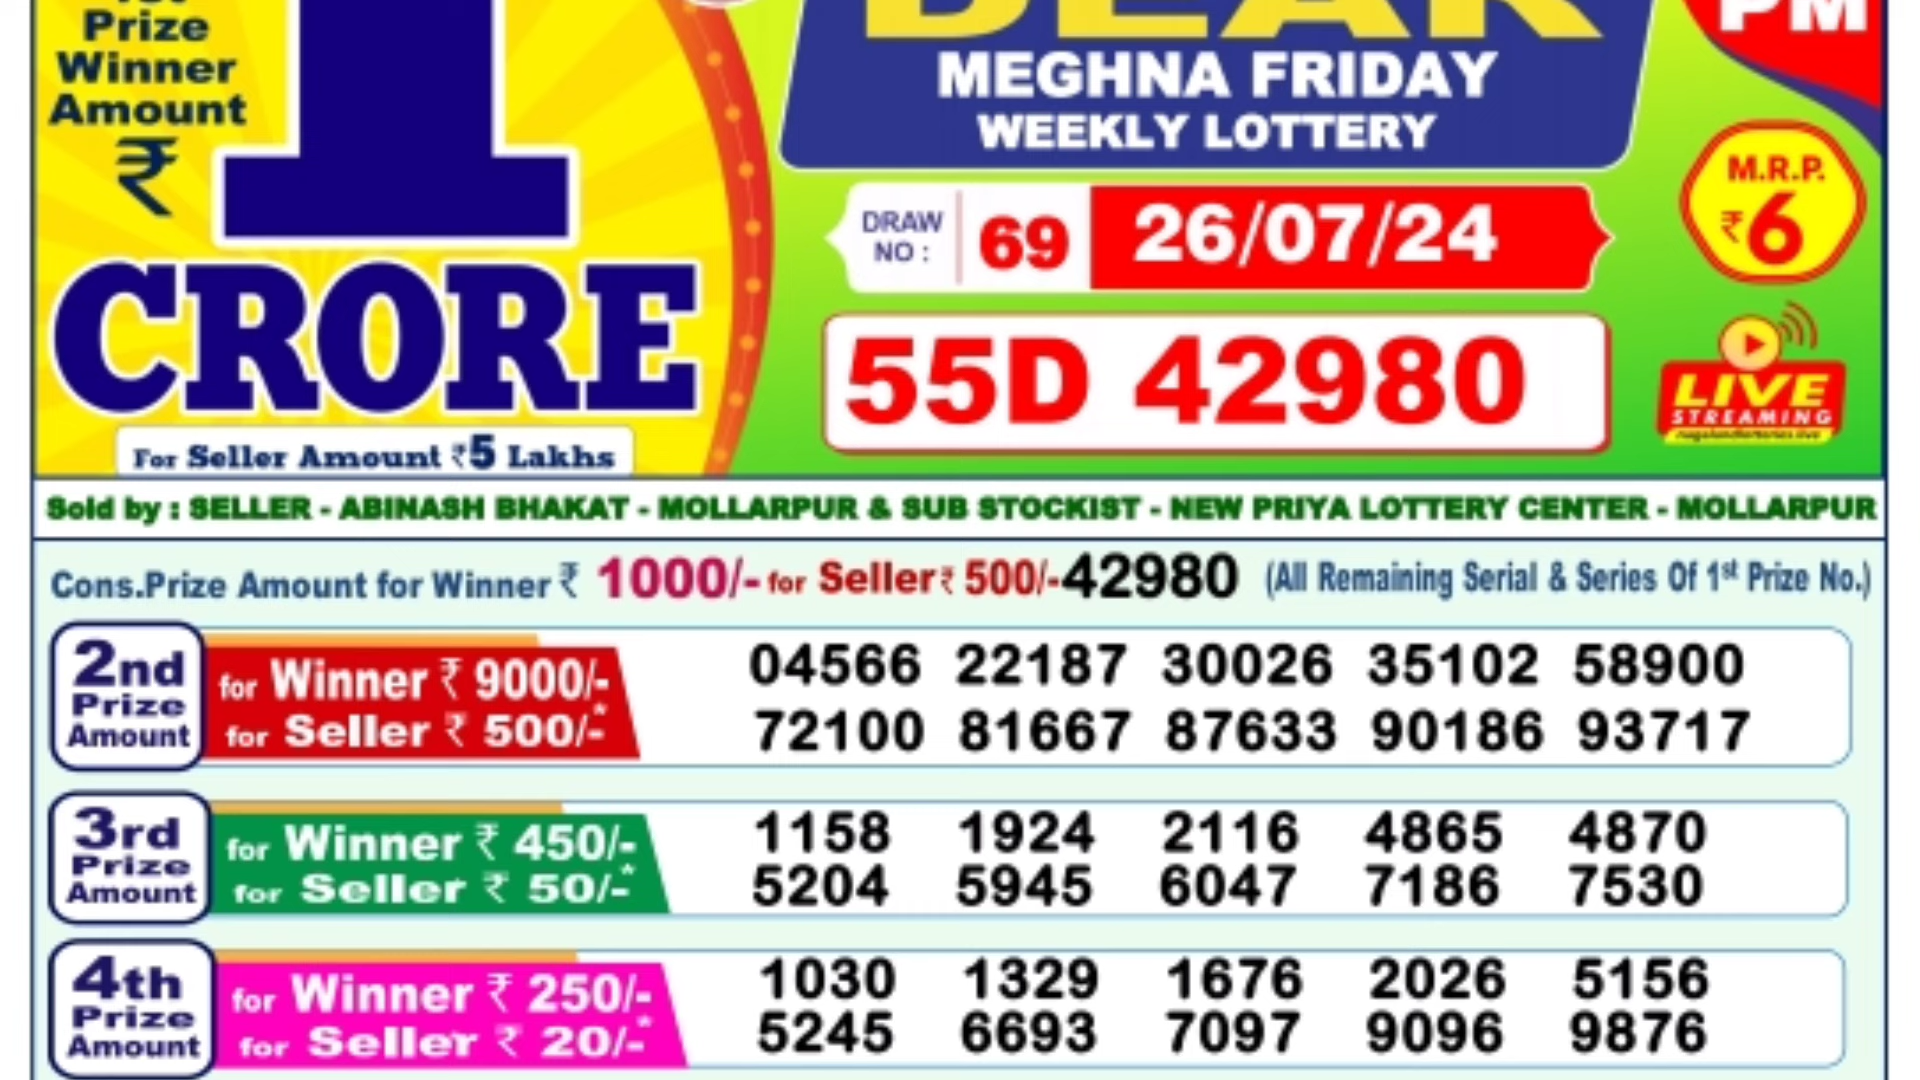 1
Prize
Winner
Amount
₹
CRORE
For Seller Amount ₹5 Lakhs
DEAR
MEGHNA FRIDAY
WEEKLY LOTTERY
PM
M.R.P.
₹6
DRAW NO : 69 26/07/24
55D 42980
LIVE
STREAMING
Sold by : SELLER - ABINASH BHAKAT - MOLLARPUR & SUB STOCKIST - NEW PRIYA LOTTERY CENTER - MOLLARPUR
Cons.Prize Amount for Winner ₹ 1000/- for Seller ₹ 500/- 42980 (All Remaining Serial & Series Of 1st Prize No.)
2nd Prize Amount
for Winner ₹ 9000/-
for Seller ₹ 500/-*
04566 22187 30026 35102 58900
72100 81667 87633 90186 93717
3rd Prize Amount
for Winner ₹ 450/-
for Seller ₹ 50/-*
1158 1924 2116 4865 4870
5204 5945 6047 7186 7530
4th Prize Amount
for Winner ₹ 250/-
for Seller ₹ 20/-*
1030 1329 1676 2026 5156
5245 6693 7097 9096 9876